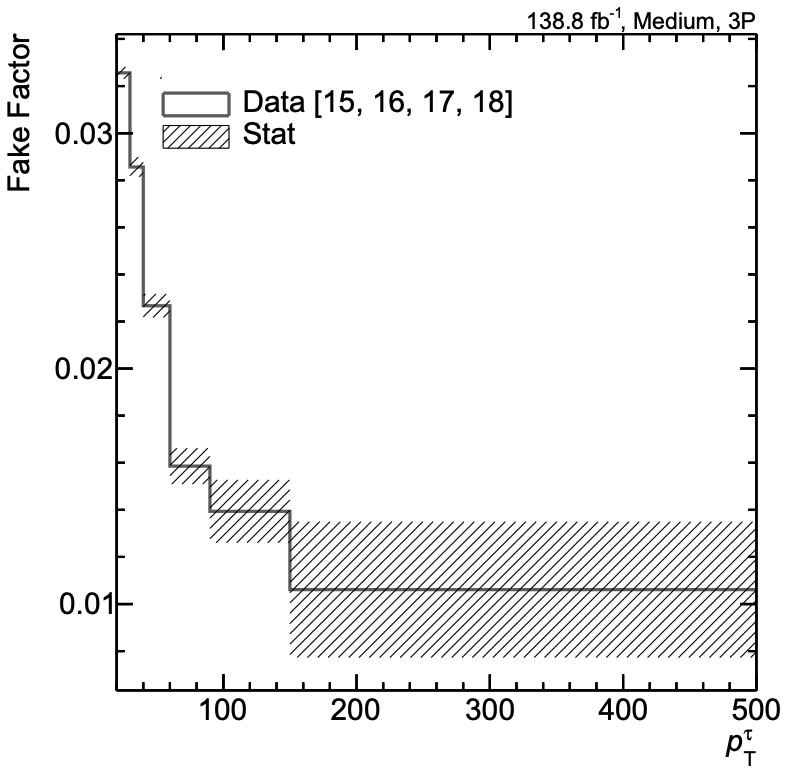 138.8 fb⁻¹, Medium, 3P
Fake Factor
Data [15, 16, 17, 18]
Stat
0.03
0.02
0.01
100 200 300 400 500
p_T^τ